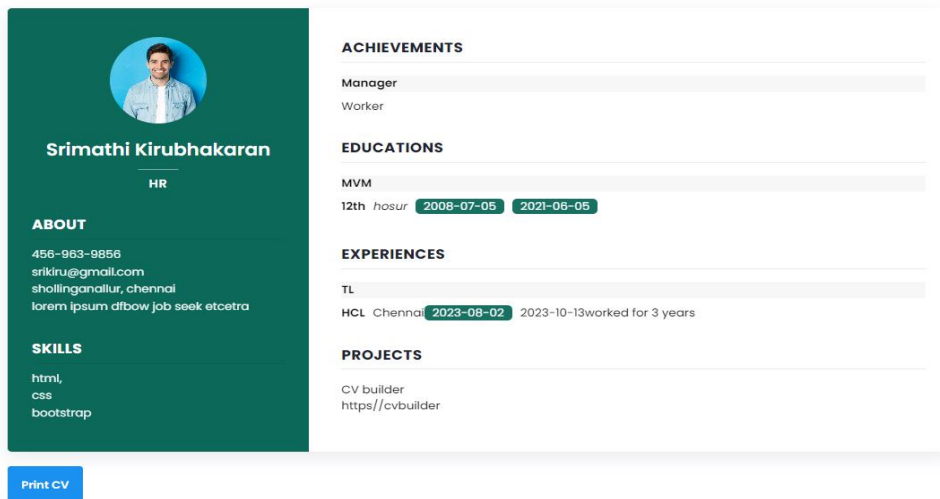 Srimathi Kirubhakaran
HR
ABOUT
456-963-9856
srikiru@gmail.com
shollinganallur, chennai
lorem ipsum dfbow job seek etcetra
SKILLS
html,
css
bootstrap
ACHIEVEMENTS
Manager
Worker
EDUCATIONS
MVM
12th hosur 2008-07-05 2021-06-05
EXPERIENCES
TL
HCL Chennai 2023-08-02 2023-10-13worked for 3 years
PROJECTS
CV builder
https//cvbuilder
Print CV